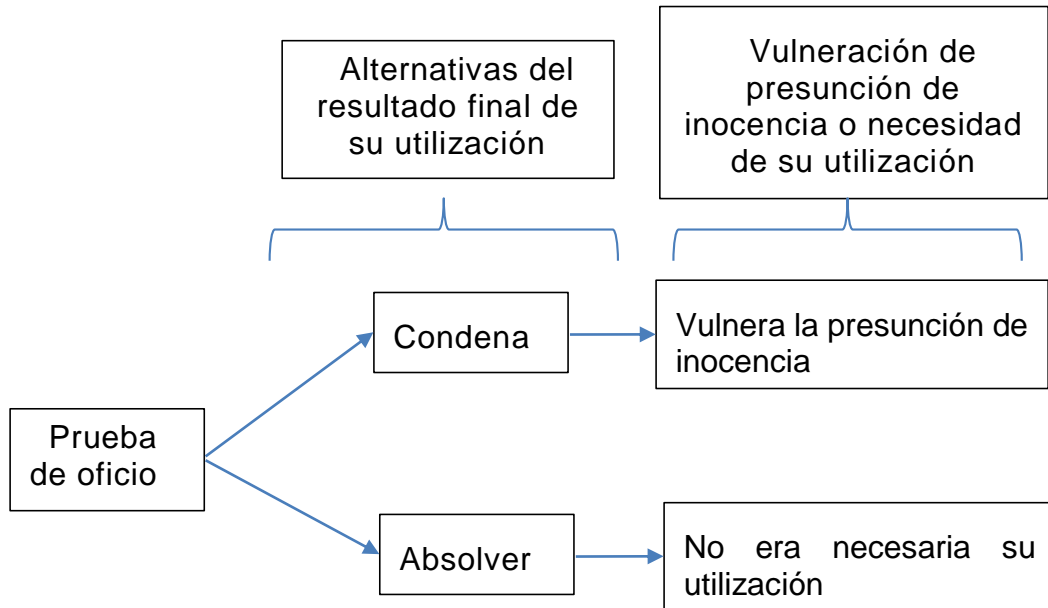 Alternativas del
resultado final de
su utilización
Vulneración de
presunción de
inocencia o necesidad
de su utilización
Condena
Vulnera la presunción de
inocencia
Prueba
de oficio
Absolver
No era necesaria su
utilización